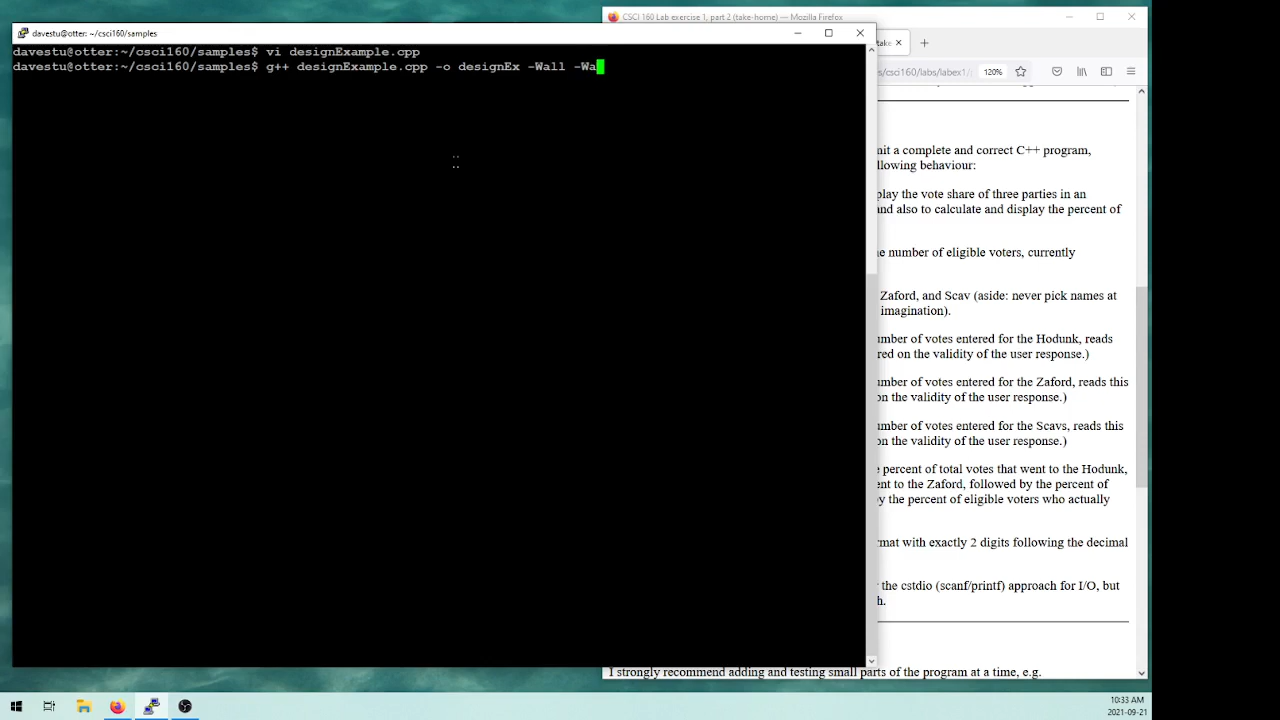 CSCI 160 Lab exercise 1, part 2 (take-home) — Mozilla Firefox
davestu@otter: ~/csci160/samples
davestu@otter:~/csci160/samples$ vi designExample.cpp
davestu@otter:~/csci160/samples$ g++ designExample.cpp -o designEx -Wall -Wa
take
s/csci160/labs/labex1/
120%
nit a complete and correct C++ program,
llowing behaviour:
play the vote share of three parties in an
and also to calculate and display the percent of
e number of eligible voters, currently
Zaford, and Scav (aside: never pick names at
imagination).
umber of votes entered for the Hodunk, reads
red on the validity of the user response.)
umber of votes entered for the Zaford, reads this
on the validity of the user response.)
umber of votes entered for the Scavs, reads this
on the validity of the user response.)
e percent of total votes that went to the Hodunk,
ent to the Zaford, followed by the percent of
y the percent of eligible voters who actually
rmat with exactly 2 digits following the decimal
r the cstdio (scanf/printf) approach for I/O, but
h.
I strongly recommend adding and testing small parts of the program at a time, e.g.
10:33 AM
2021-09-21